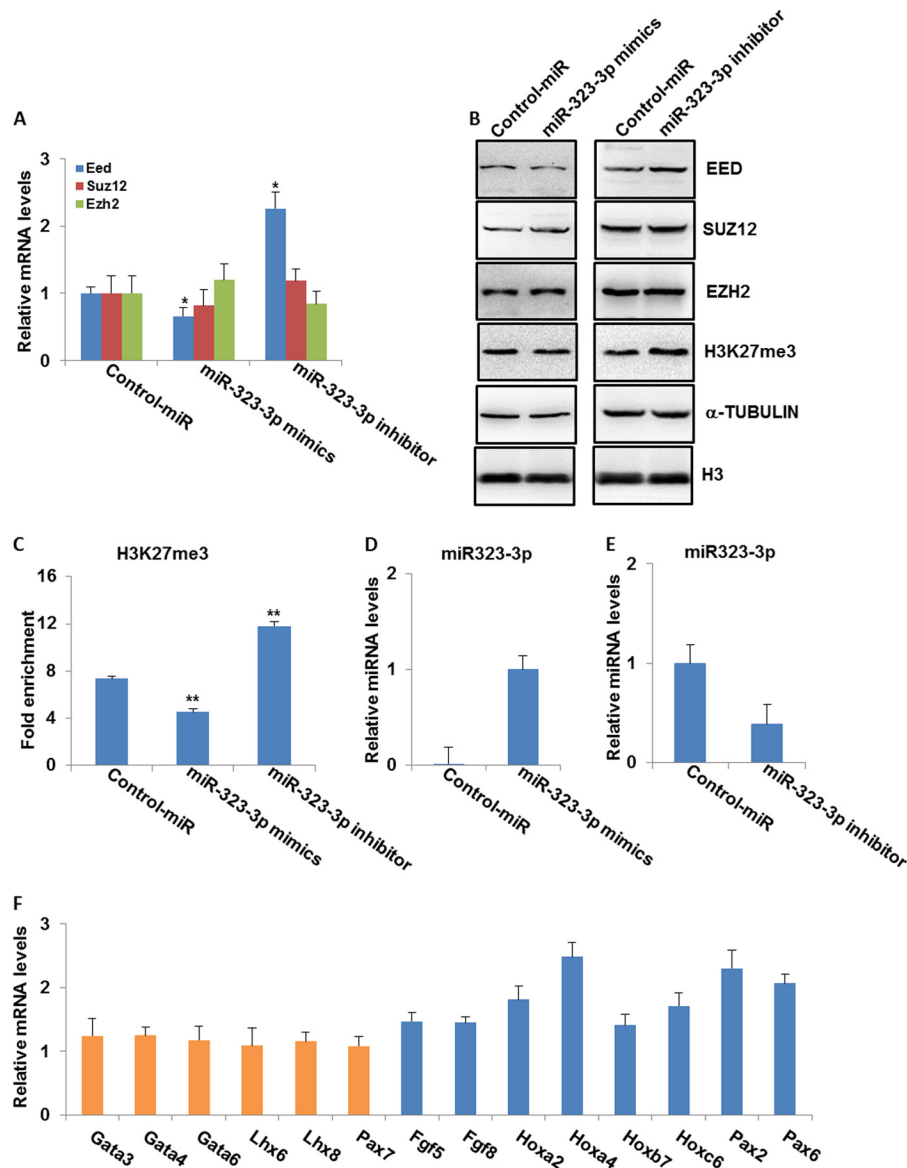 A
Relative mRNA levels
3
2
1
0
Eed
Suz12
Ezh2
*
*
Control-miR
miR-323-3p mimics
miR-323-3p inhibitor
B
Control-miR
miR-323-3p mimics
Control-miR
miR-323-3p inhibitor
EED
SUZ12
EZH2
H3K27me3
α-TUBULIN
H3
C
H3K27me3
Fold enrichment
16
12
8
4
0
**
**
Control-miR
miR-323-3p mimics
miR-323-3p inhibitor
D
miR323-3p
Relative miRNA levels
2
1
0
Control-miR
miR-323-3p mimics
E
miR323-3p
Relative miRNA levels
2
1
0
Control-miR
miR-323-3p inhibitor
F
Relative mRNA levels
3
2
1
0
Gata3
Gata4
Gata6
Lhx6
Lhx8
Pax7
Fgf5
Fgf8
Hoxa2
Hoxa4
Hoxb7
Hoxc6
Pax2
Pax6